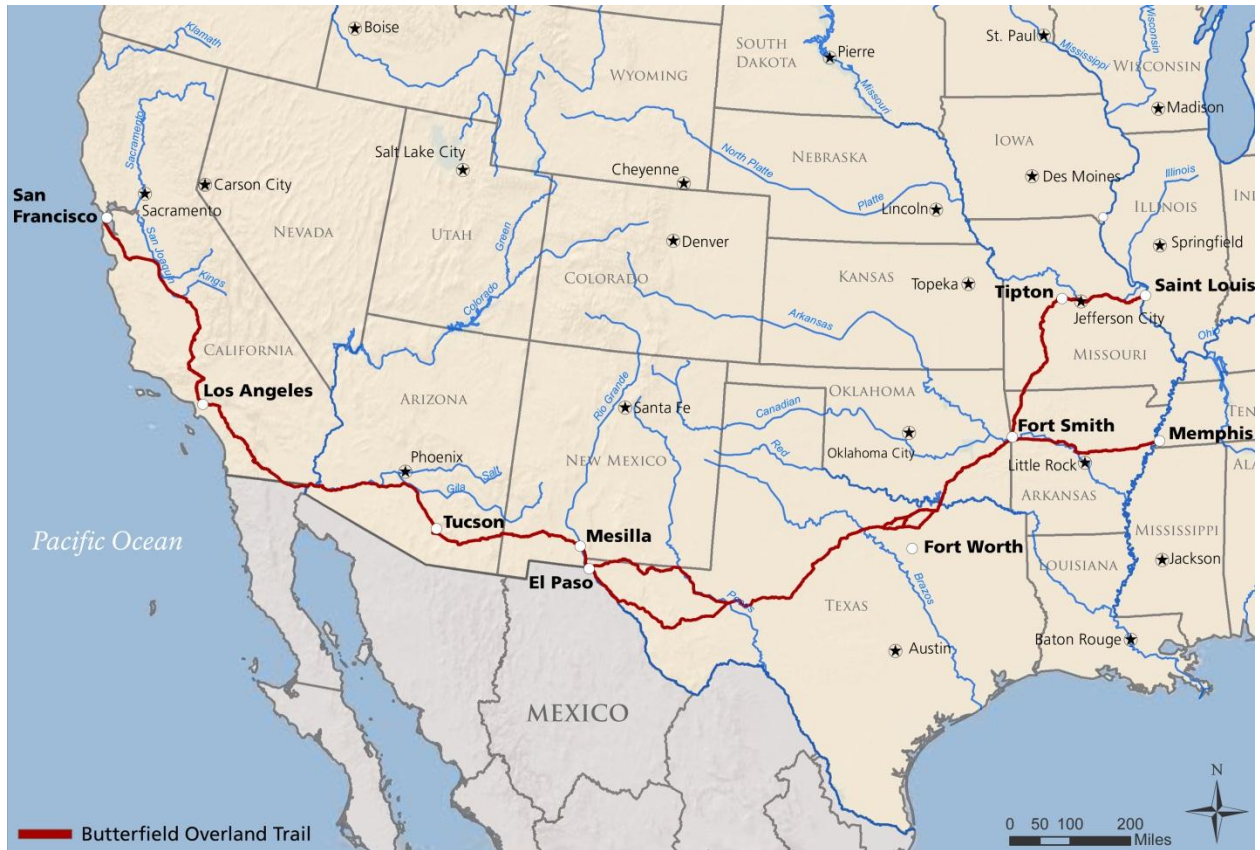 Boise
Klamath
SOUTH
DAKOTA
Pierre
St. Paul
Mississippi
Wisconsin
WISCONSIN
Madison
WYOMING
Missouri
IOWA
Des Moines
Sacramento
Salt Lake City
Carson City
Cheyenne
North Platte
NEBRASKA
Platte
Lincoln
Illinois
ILLINOIS
IND
San
Francisco
Sacramento
San Joaquin
Kings
NEVADA
UTAH
Green
Denver
COLORADO
Colorado
KANSAS
Topeka
Springfield
Tipton
Saint Louis
Jefferson City
MISSOURI
Ohio
Arkansas
CALIFORNIA
Los Angeles
ARIZONA
Rio Grande
Santa Fe
Canadian
OKLAHOMA
Oklahoma City
Red
Fort Smith
Memphis
TEN
Little Rock
ARKANSAS
ALA
Phoenix
Salt
Gila
NEW MEXICO
Tucson
Mesilla
El Paso
Pecos
Fort Worth
TEXAS
Brazos
Austin
LOUISIANA
MISSISSIPPI
Jackson
Baton Rouge
Pacific Ocean
MEXICO
Butterfield Overland Trail
N
0 50 100 200
Miles